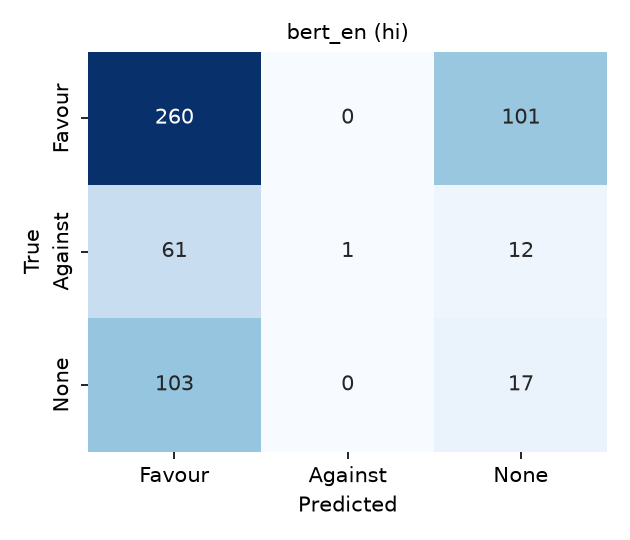 bert_en (hi)
True
Favour
260 0 101
Against
61 1 12
None
103 0 17
Favour Against None
Predicted